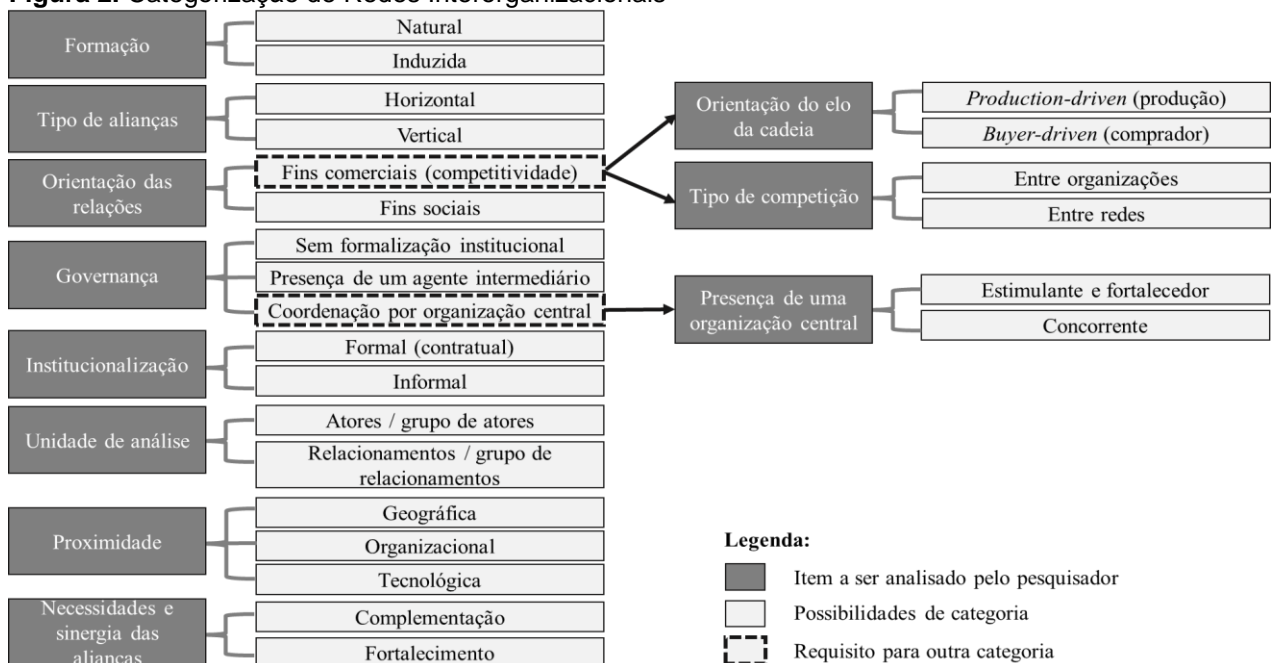 Figura 2. Categorização de Redes Interorganizacionais
Formação
Natural
Induzida
Tipo de alianças
Horizontal
Vertical
Orientação das
relações
Fins comerciais (competitividade)
Fins sociais
Orientação do elo
da cadeia
Production-driven (produção)
Buyer-driven (comprador)
Tipo de competição
Entre organizações
Entre redes
Governança
Sem formalização institucional
Presença de um agente intermediário
Coordenação por organização central
Presença de uma
organização central
Estimulante e fortalecedor
Concorrente
Institucionalização
Formal (contratual)
Informal
Unidade de análise
Atores / grupo de atores
Relacionamentos / grupo de
relacionamentos
Proximidade
Geográfica
Organizacional
Tecnológica
Necessidades e
sinergia das
alianças
Complementação
Fortalecimento
Legenda:
Item a ser analisado pelo pesquisador
Possibilidades de categoria
Requisito para outra categoria